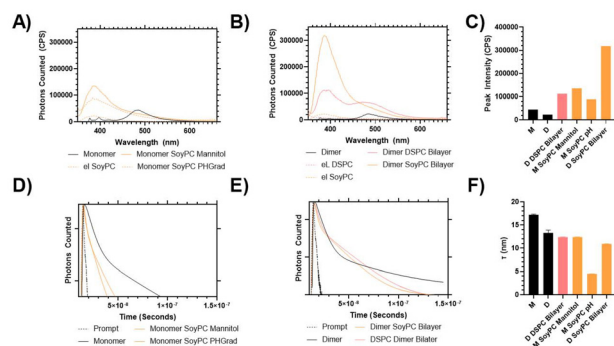 A)
Photons Counted (CPS)
300000
200000
100000
0
400
500
600
Wavelength (nm)
Monomer
Monomer SoyPC Mannitol
el SoyPC
Monomer SoyPC PHGrad
B)
Photons Counted (CPS)
300000
200000
100000
0
400
500
600
Wavelength (nm)
Dimer
Dimer DSPC Bilayer
eL DSPC
Dimer SoyPC Bilayer
el SoyPC
C)
Peak Intensity (CPS)
400000
300000
200000
100000
0
M
D
D DSPC Bilayer
M SoyPC Mannitol
M SoyPC pH
D SoyPC Bilayer
D)
Photons Counted
5×10⁻⁸
1×10⁻⁷
1.5×10⁻⁷
Time (Seconds)
Prompt
Monomer SoyPC Mannitol
Monomer
Monomer SoyPC PHGrad
E)
Photons Counted
5×10⁻⁸
1×10⁻⁷
1.5×10⁻⁷
Time (Seconds)
Prompt
Dimer SoyPC Bilayer
Dimer
DSPC Dimer Bilater
F)
τ (nm)
20
15
10
5
0
M
D
D DSPC Bilayer
M SoyPC Mannitol
M SoyPC pH
D SoyPC Bilayer